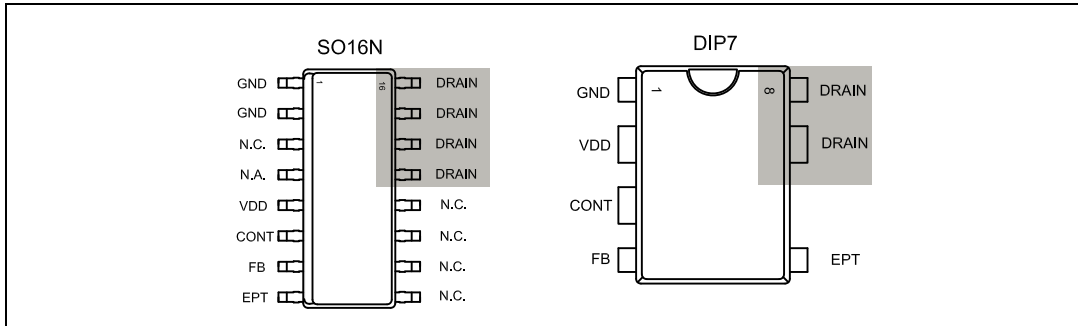 SO16N
GND 1 16 DRAIN
GND DRAIN
N.C. DRAIN
N.A. DRAIN
VDD N.C.
CONT N.C.
FB N.C.
EPT N.C.
DIP7
GND 1 8 DRAIN
VDD DRAIN
CONT
FB EPT